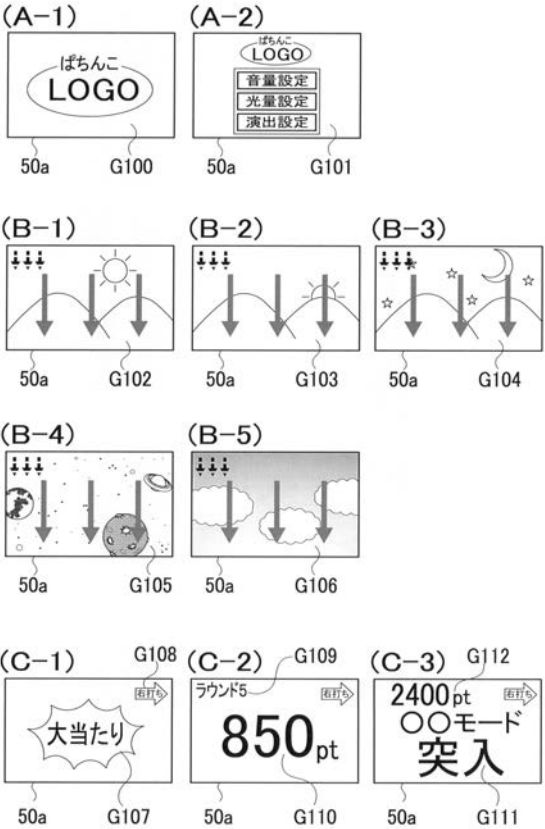 (A-1)
ぱちんこ
LOGO
50a G100
(A-2)
ぱちんこ
LOGO
音量設定
光量設定
演出設定
50a G101
(B-1)
50a G102
(B-2)
50a G103
(B-3)
50a G104
(B-4)
50a G105
(B-5)
50a G106
(C-1) G108
右打ち
大当たり
50a G107
(C-2) G109
ラウンド5 右打ち
850pt
50a G110
(C-3) G112
2400pt 右打ち
〇〇モード
突入
50a G111